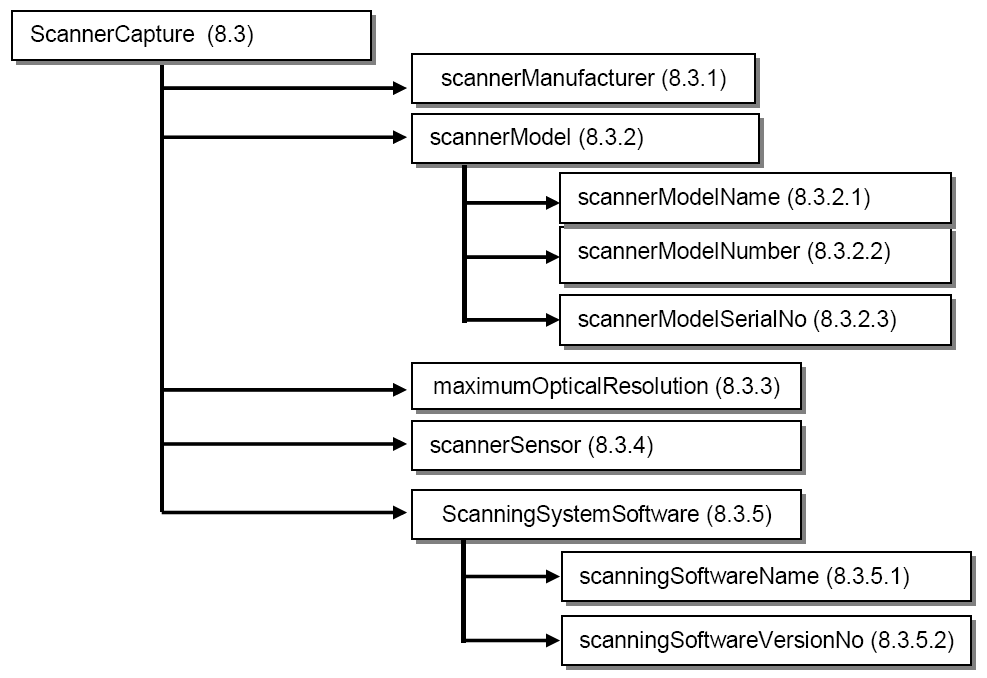 ScannerCapture (8.3)
scannerManufacturer (8.3.1)
scannerModel (8.3.2)
scannerModelName (8.3.2.1)
scannerModelNumber (8.3.2.2)
scannerModelSerialNo (8.3.2.3)
maximumOpticalResolution (8.3.3)
scannerSensor (8.3.4)
ScanningSystemSoftware (8.3.5)
scanningSoftwareName (8.3.5.1)
scanningSoftwareVersionNo (8.3.5.2)